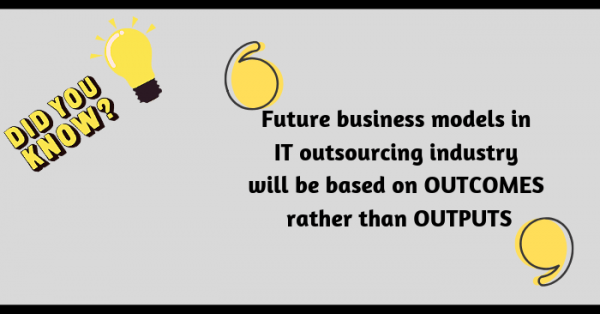 DID YOU
KNOW?
Future business models in
IT outsourcing industry
will be based on OUTCOMES
rather than OUTPUTS